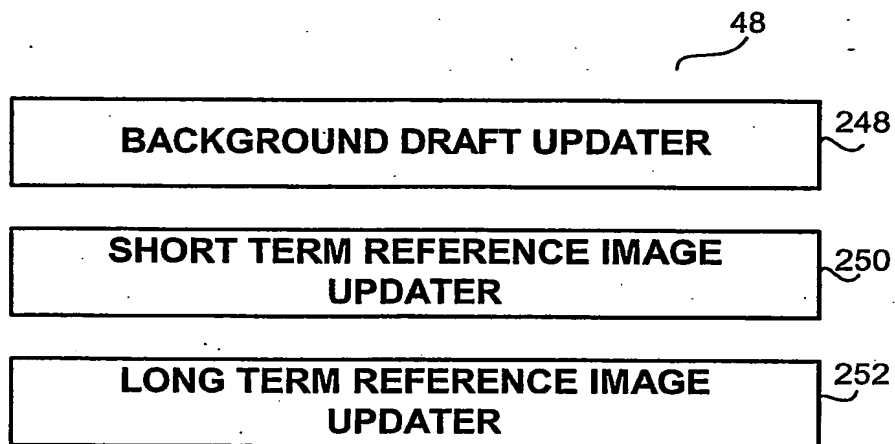 48
BACKGROUND DRAFT UPDATER
248
SHORT TERM REFERENCE IMAGE
UPDATER
250
LONG TERM REFERENCE IMAGE
UPDATER
252